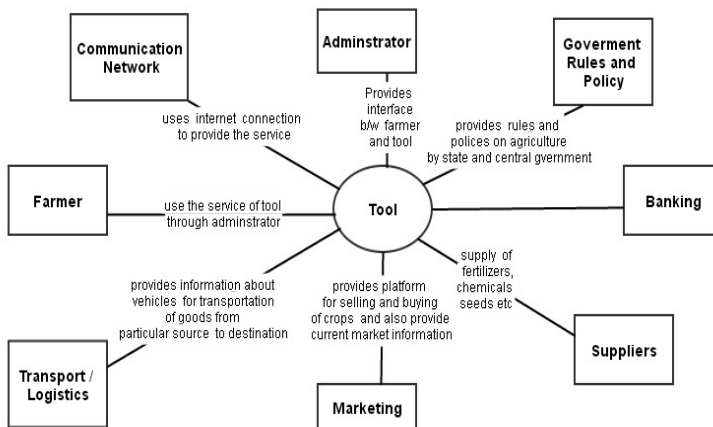 Communication
Network
Adminstrator
Goverment
Rules and
Policy
uses internet connection
to provide the service
Provides
interface
b/w farmer
and tool
provides rules and
polices on agriculture
by state and central gvernment
Farmer
use the service of tool
through adminstrator
Tool
Banking
provides information about
vehicles for transportation
of goods from
particular source to destination
provides platform
for selling and buying
of crops and also provide
current market information
supply of
fertilizers,
chemicals
seeds etc
Transport /
Logistics
Marketing
Suppliers